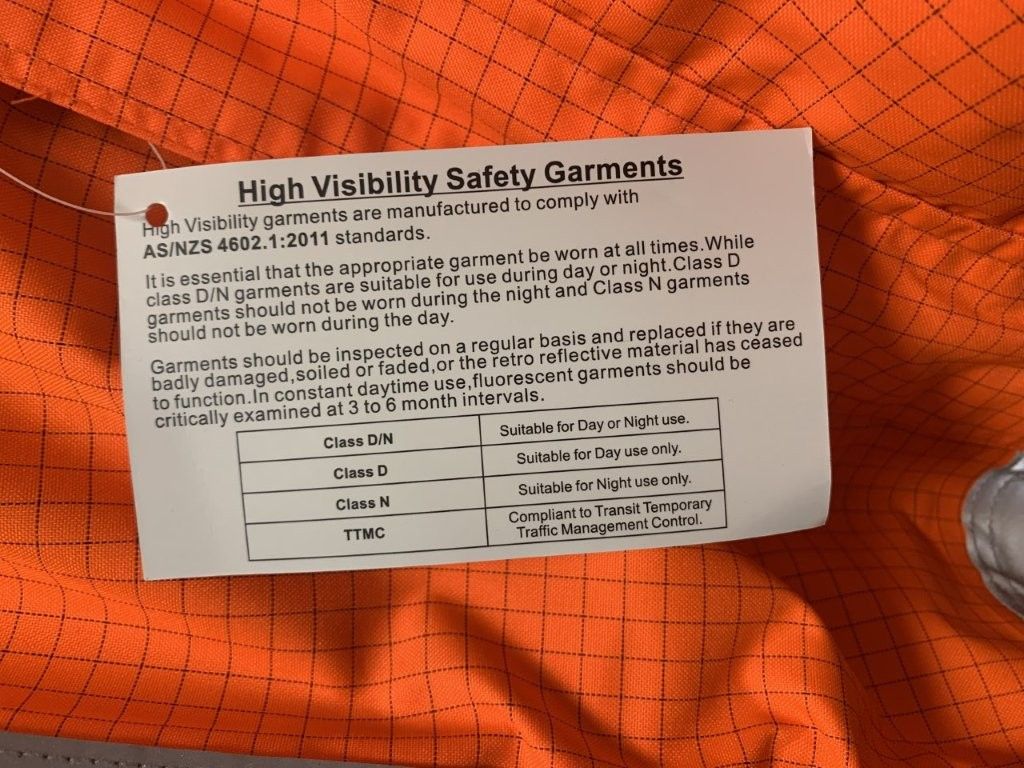 High Visibility Safety Garments
High Visibility garments are manufactured to comply with
AS/NZS 4602.1:2011 standards.
It is essential that the appropriate garment be worn at all times.While
class D/N garments are suitable for use during day or night.Class D
garments should not be worn during the night and Class N garments
should not be worn during the day.
Garments should be inspected on a regular basis and replaced if they are
badly damaged,soiled or faded,or the retro reflective material has ceased
to function.In constant daytime use,fluorescent garments should be
critically examined at 3 to 6 month intervals.
Class D/N Suitable for Day or Night use.
Class D Suitable for Day use only.
Class N Suitable for Night use only.
TTMC Compliant to Transit Temporary
Traffic Management Control.